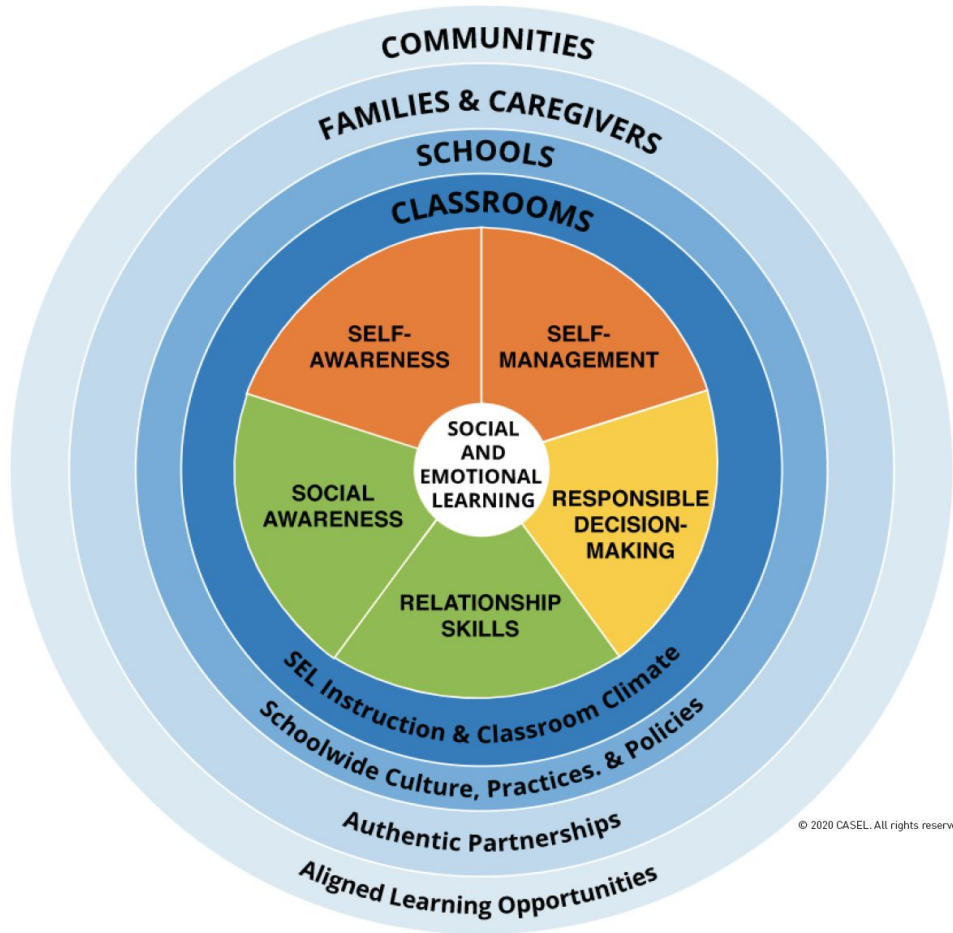 COMMUNITIES
FAMILIES & CAREGIVERS
SCHOOLS
CLASSROOMS
SELF-
AWARENESS
SELF-
MANAGEMENT
SOCIAL
AND
EMOTIONAL
LEARNING
SOCIAL
AWARENESS
RESPONSIBLE
DECISION-
MAKING
RELATIONSHIP
SKILLS
SEL Instruction & Classroom Climate
Schoolwide Culture, Practices. & Policies
Authentic Partnerships
Aligned Learning Opportunities
© 2020 CASEL. All rights reserve